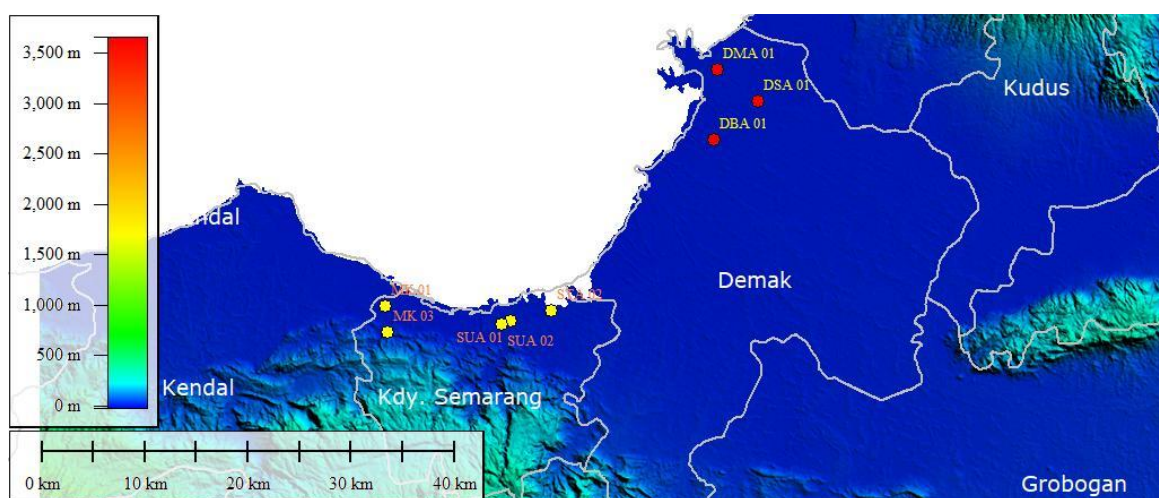 3,500 m
3,000 m
2,500 m
2,000 m
1,500 m
1,000 m
500 m
0 m
DMA 01
DSA 01
DBA 01
Kudus
Demak
MK 03
SUA 01
SUA 02
Kendal
Kdy. Semarang
Grobogan
0 km
10 km
20 km
30 km
40 km